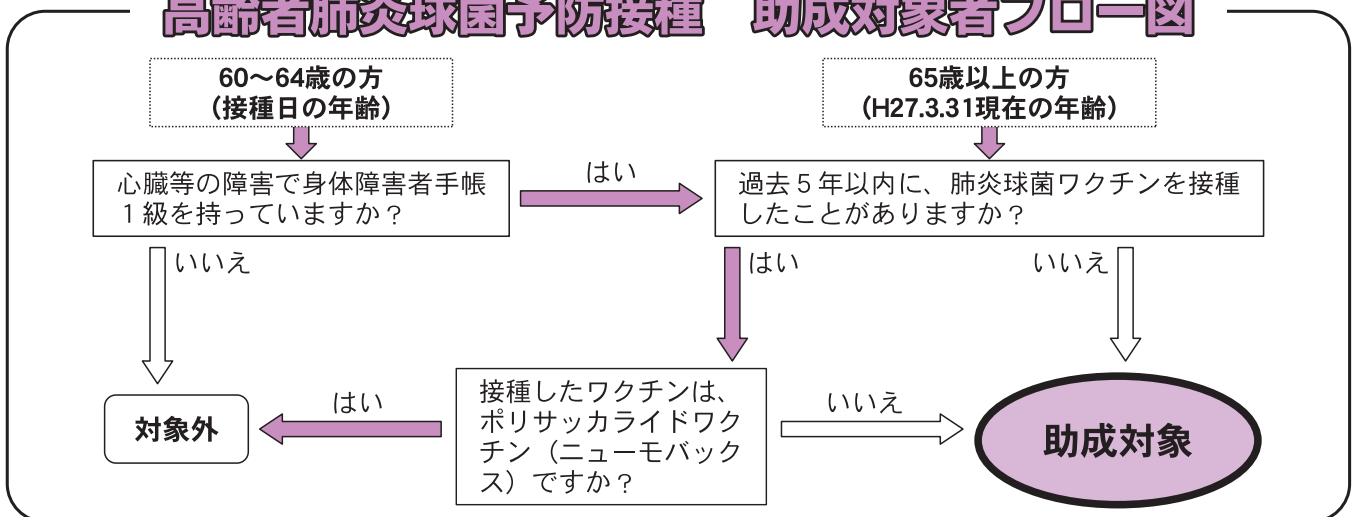 高齢者肺炎球菌予防接種　助成対象者フロー図
60～64歳の方
（接種日の年齢）
65歳以上の方
（H27.3.31現在の年齢）
心臓等の障害で身体障害者手帳
１級を持っていますか？
はい
過去５年以内に、肺炎球菌ワクチンを接種
したことがありますか？
いいえ
はい
いいえ
接種したワクチンは、
ポリサッカライドワク
チン（ニューモバック
ス）ですか？
はい
いいえ
対象外
助成対象